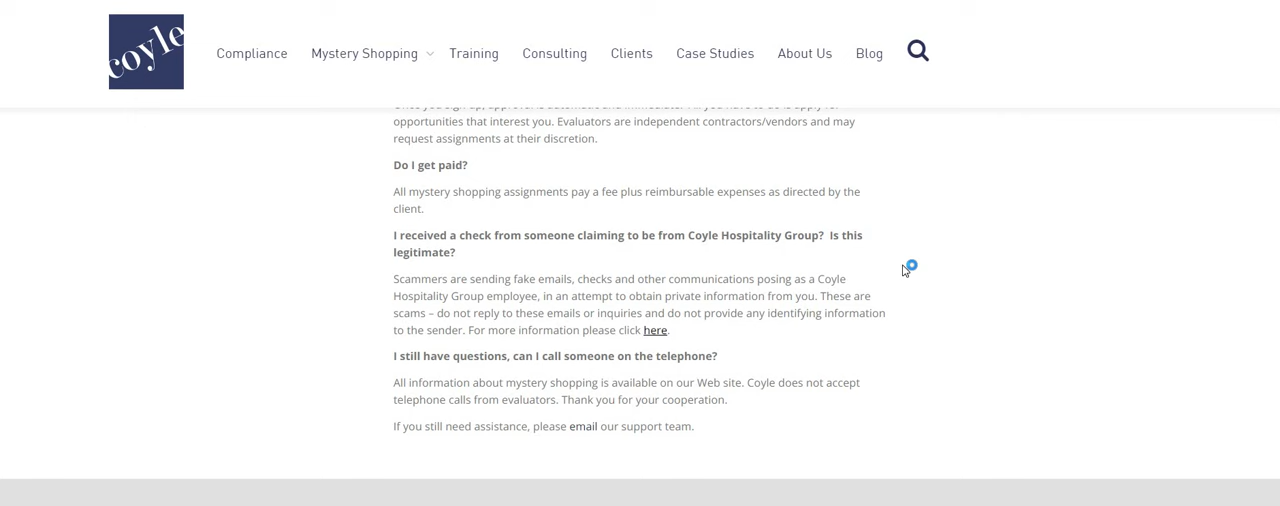 coyle
Compliance Mystery Shopping Training Consulting Clients Case Studies About Us Blog
opportunities that interest you. Evaluators are independent contractors/vendors and may
request assignments at their discretion.
Do I get paid?
All mystery shopping assignments pay a fee plus reimbursable expenses as directed by the
client.
I received a check from someone claiming to be from Coyle Hospitality Group? Is this
legitimate?
Scammers are sending fake emails, checks and other communications posing as a Coyle
Hospitality Group employee, in an attempt to obtain private information from you. These are
scams – do not reply to these emails or inquiries and do not provide any identifying information
to the sender. For more information please click here.
I still have questions, can I call someone on the telephone?
All information about mystery shopping is available on our Web site. Coyle does not accept
telephone calls from evaluators. Thank you for your cooperation.
If you still need assistance, please email our support team.